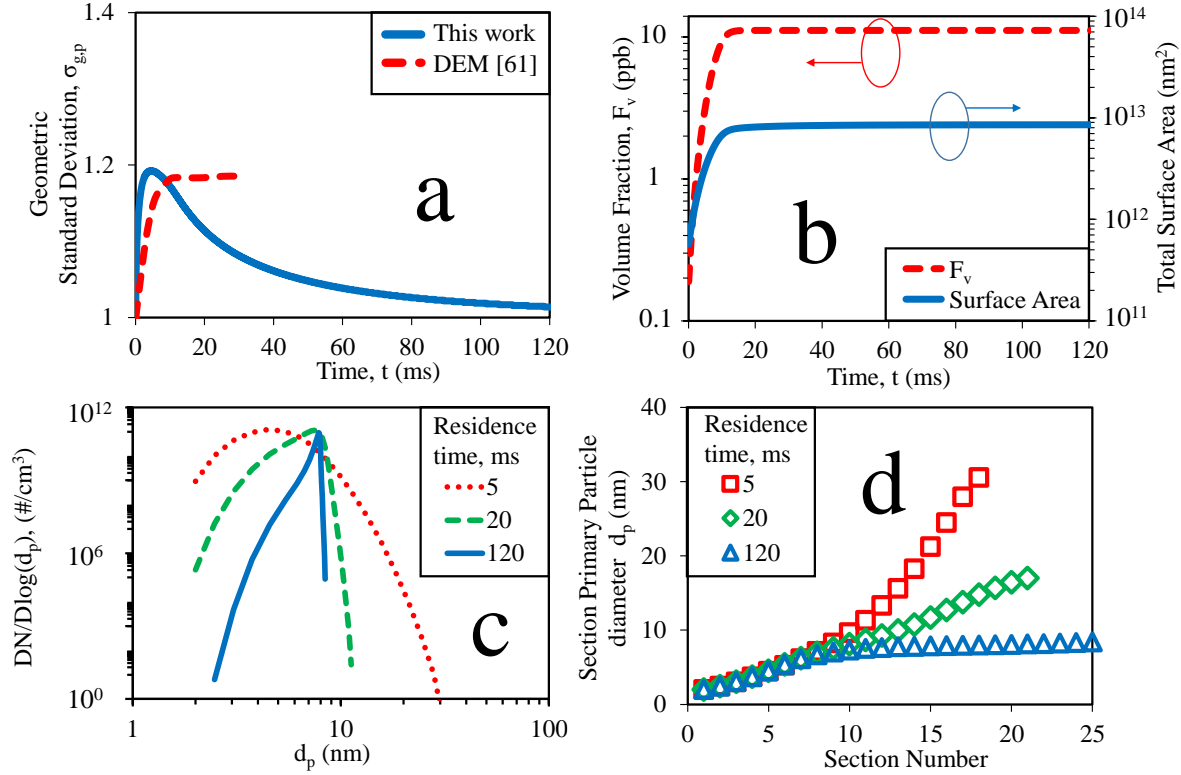 Geometric
Standard Deviation, σg,p
1.4
1.2
1
This work
DEM [61]
a
0
20
40
60
80
100
120
Time, t (ms)
Volume Fraction, Fv (ppb)
10
1
0.1
b
Fv
Surface Area
10^14
10^13
10^12
10^11
Total Surface Area (nm²)
0
20
40
60
80
100
120
Time, t (ms)
DN/Dlog(dp), (#/cm³)
10^12
10^6
10^0
Residence
time, ms
5
20
120
c
1
10
100
dp (nm)
Section Primary Particle
diameter dp (nm)
40
30
20
10
0
Residence
time, ms
5
20
120
d
0
5
10
15
20
25
Section Number